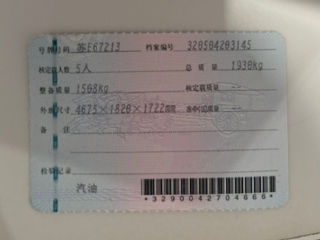 号牌号码 苏E67213 档案编号 320504203145
核定载人数 5人 总质量 1930kg
整备质量 1508kg 核定载质量 --
外廓尺寸 4675×1820×1722mm 准牵引总质量 --
备注
检验记录
汽油
*3290042704666*